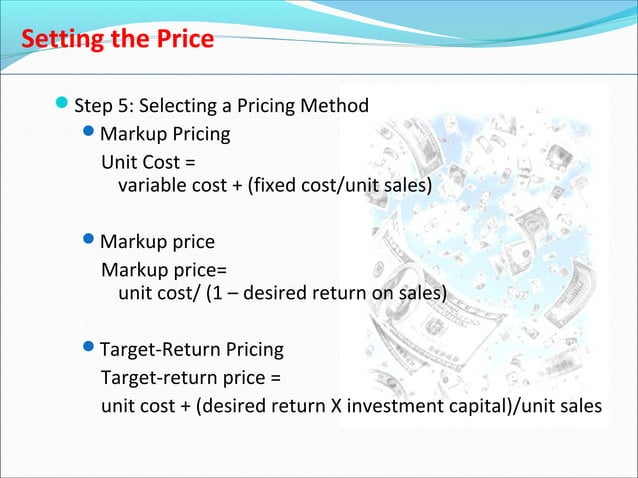 Setting the Price
Step 5: Selecting a Pricing Method
Markup Pricing
Unit Cost =
variable cost + (fixed cost/unit sales)
Markup price
Markup price=
unit cost/ (1 – desired return on sales)
Target-Return Pricing
Target-return price =
unit cost + (desired return X investment capital)/unit sales